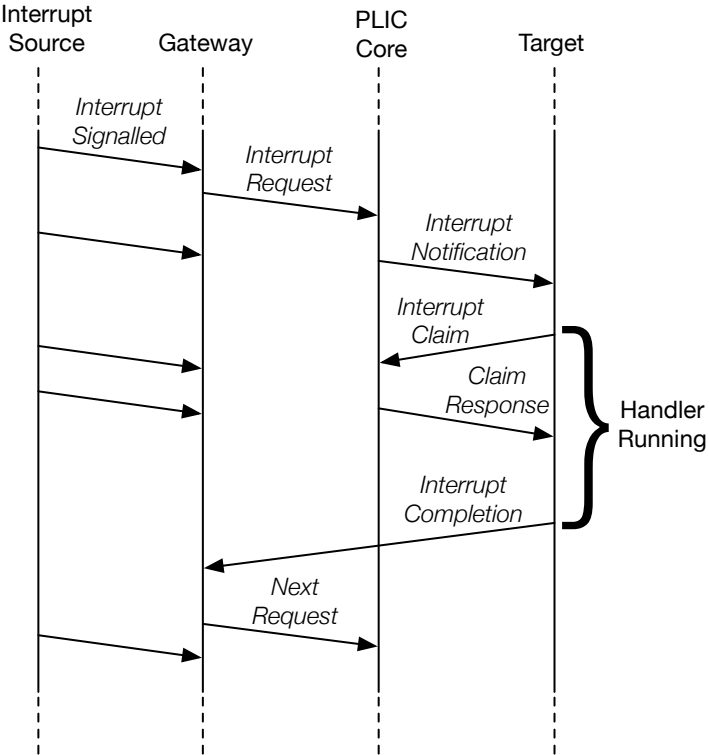 Interrupt
Source
Gateway
PLIC
Core
Target
Interrupt
Signalled
Interrupt
Request
Interrupt
Notification
Interrupt
Claim
Claim
Response
Handler
Running
Interrupt
Completion
Next
Request